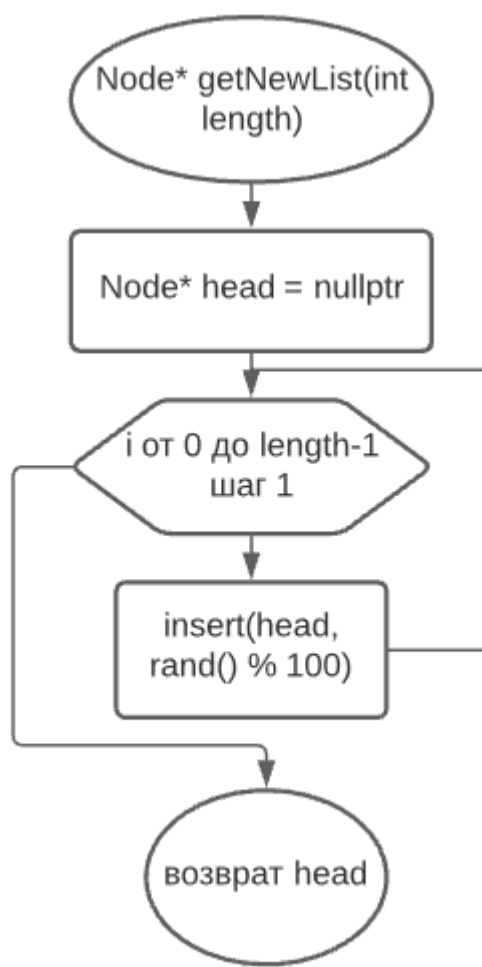 Node* getNewList(int
length)
Node* head = nullptr
i от 0 до length-1
шаг 1
insert(head,
rand() % 100)
возврат head